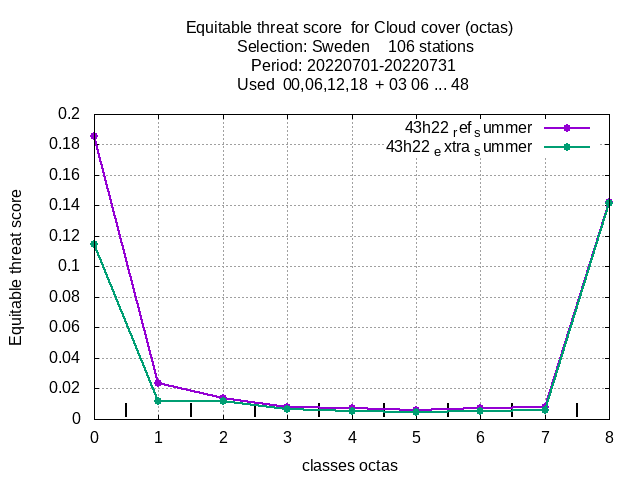 Equitable threat score  for Cloud cover (octas)
Selection: Sweden    106 stations
Period: 20220701-20220731
Used  00,06,12,18  + 03 06 ... 48
43h22 ref summer
43h22 extra summer
Equitable threat score
0.2
0.18
0.16
0.14
0.12
0.1
0.08
0.06
0.04
0.02
0
0 1 2 3 4 5 6 7 8
classes octas